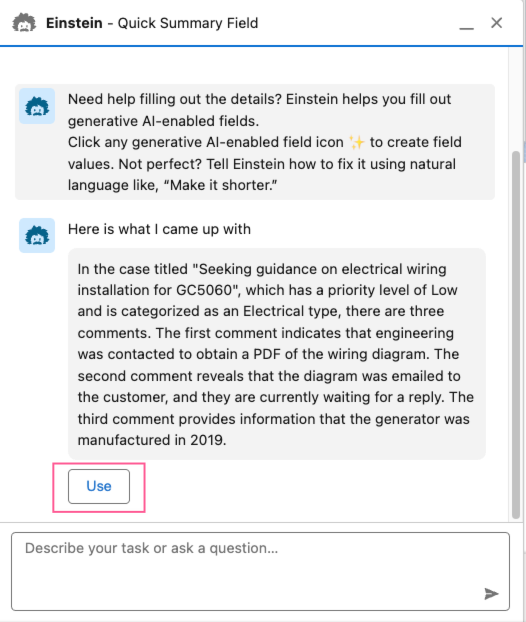 Einstein - Quick Summary Field
Need help filling out the details? Einstein helps you fill out
generative AI-enabled fields.
Click any generative AI-enabled field icon ✨ to create field
values. Not perfect? Tell Einstein how to fix it using natural
language like, “Make it shorter.”
Here is what I came up with
In the case titled "Seeking guidance on electrical wiring
installation for GC5060", which has a priority level of Low
and is categorized as an Electrical type, there are three
comments. The first comment indicates that engineering
was contacted to obtain a PDF of the wiring diagram. The
second comment reveals that the diagram was emailed to
the customer, and they are currently waiting for a reply. The
third comment provides information that the generator was
manufactured in 2019.
Use
Describe your task or ask a question...